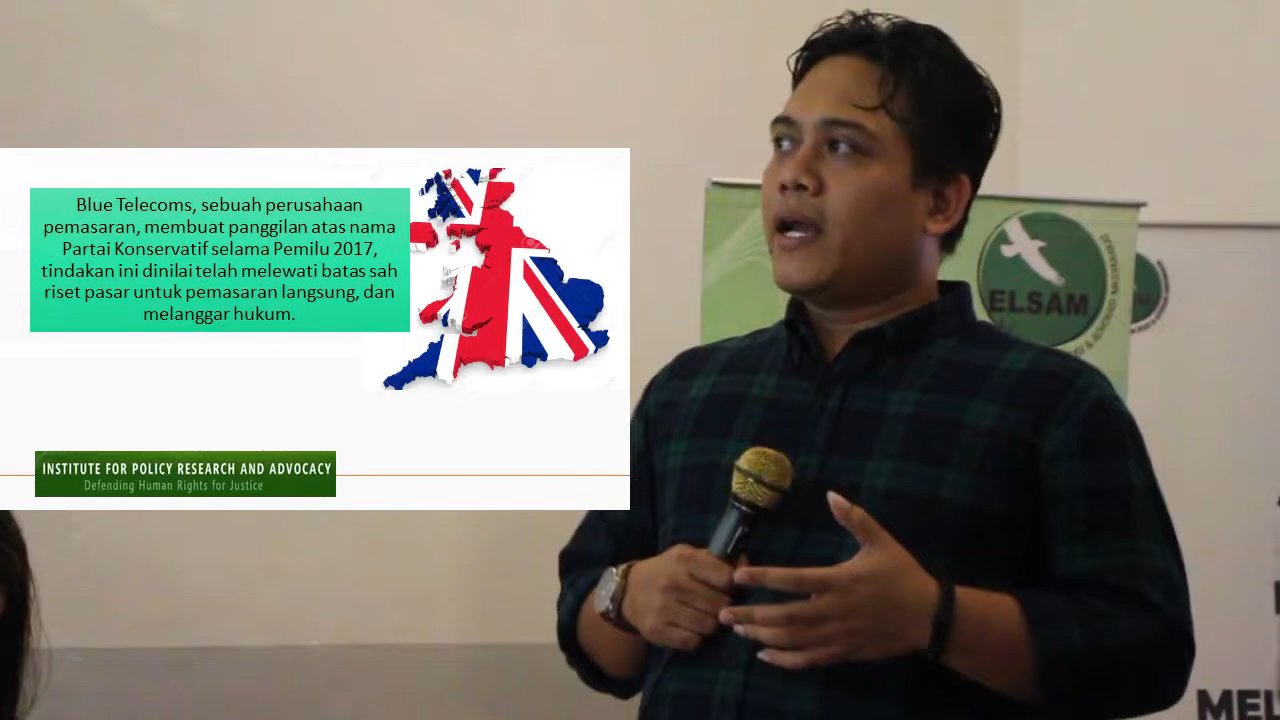 Blue Telecoms, sebuah perusahaan
pemasaran, membuat panggilan atas nama
Partai Konservatif selama Pemilu 2017,
tindakan ini dinilai telah melewati batas sah
riset pasar untuk pemasaran langsung, dan
melanggar hukum.
INSTITUTE FOR POLICY RESEARCH AND ADVOCACY
Defending Human Rights for Justice
ELSAM